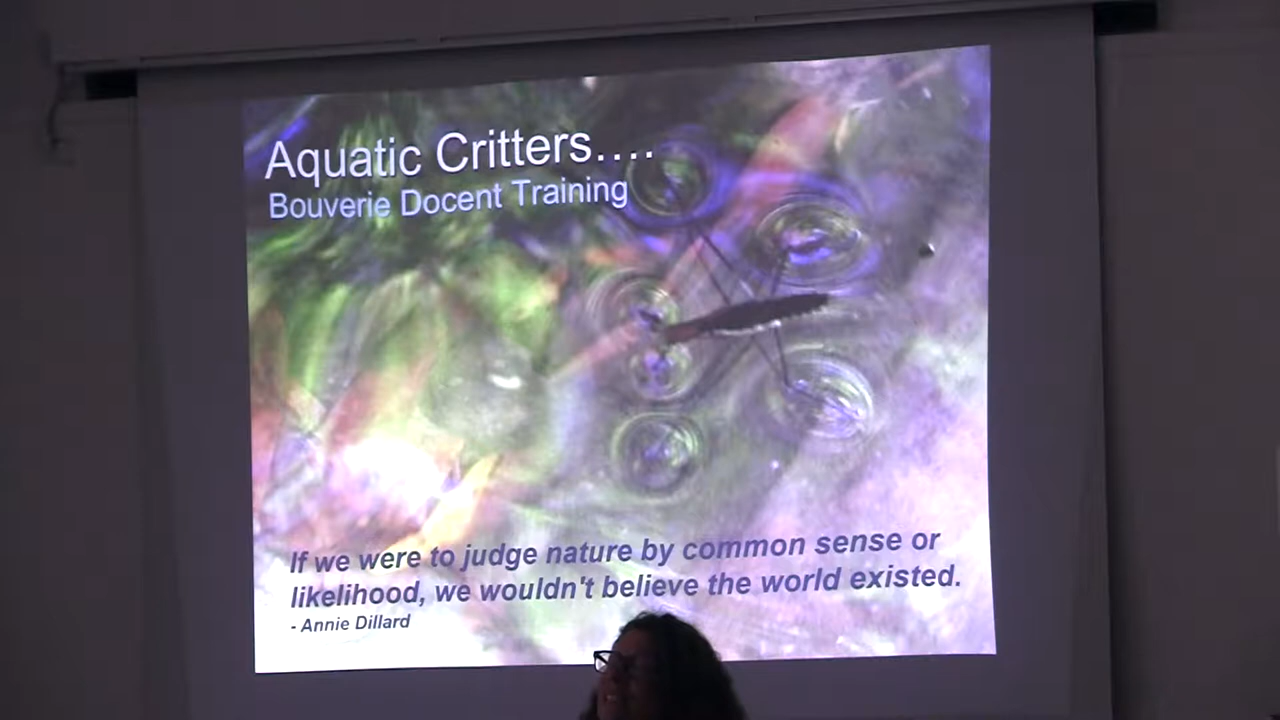 Aquatic Critters....
Bouverie Docent Training
If we were to judge nature by common sense or
likelihood, we wouldn't believe the world existed.
- Annie Dillard